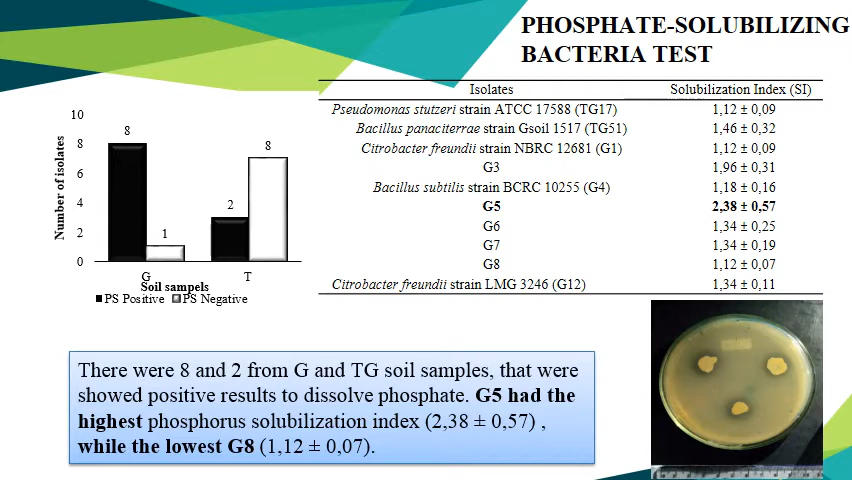 PHOSPHATE-SOLUBILIZING
BACTERIA TEST
Isolates Solubilization Index (SI)
Pseudomonas stutzeri strain ATCC 17588 (TG17) 1,12 ± 0,09
Bacillus panaciterrae strain Gsoil 1517 (TG51) 1,46 ± 0,32
Citrobacter freundii strain NBRC 12681 (G1) 1,12 ± 0,09
G3 1,96 ± 0,31
Bacillus subtilis strain BCRC 10255 (G4) 1,18 ± 0,16
G5 2,38 ± 0,57
G6 1,34 ± 0,25
G7 1,34 ± 0,19
G8 1,12 ± 0,07
Citrobacter freundii strain LMG 3246 (G12) 1,34 ± 0,11
Number of isolates
10
8
6
4
2
0
8
1
2
8
G T
Soil sampels
PS Positive PS Negative
There were 8 and 2 from G and TG soil samples, that were
showed positive results to dissolve phosphate. G5 had the
highest phosphorus solubilization index (2,38 ± 0,57) ,
while the lowest G8 (1,12 ± 0,07).